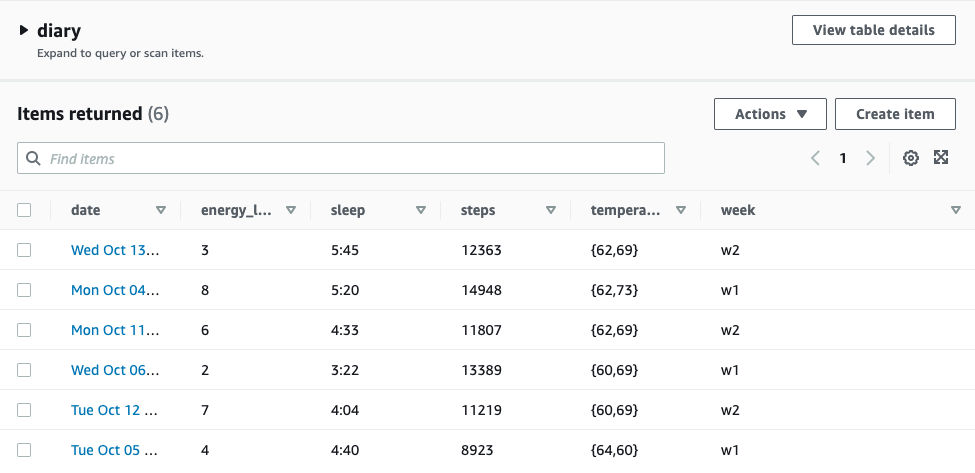 diary
View table details
Expand to query or scan items.
Items returned (6)
Actions
Create item
Find items
1
date energy_l... sleep steps tempera... week
Wed Oct 13... 3 5:45 12363 {62,69} w2
Mon Oct 04... 8 5:20 14948 {62,73} w1
Mon Oct 11... 6 4:33 11807 {62,69} w2
Wed Oct 06... 2 3:22 13389 {60,69} w1
Tue Oct 12 ... 7 4:04 11219 {60,69} w2
Tue Oct 05 ... 4 4:40 8923 {64,60} w1